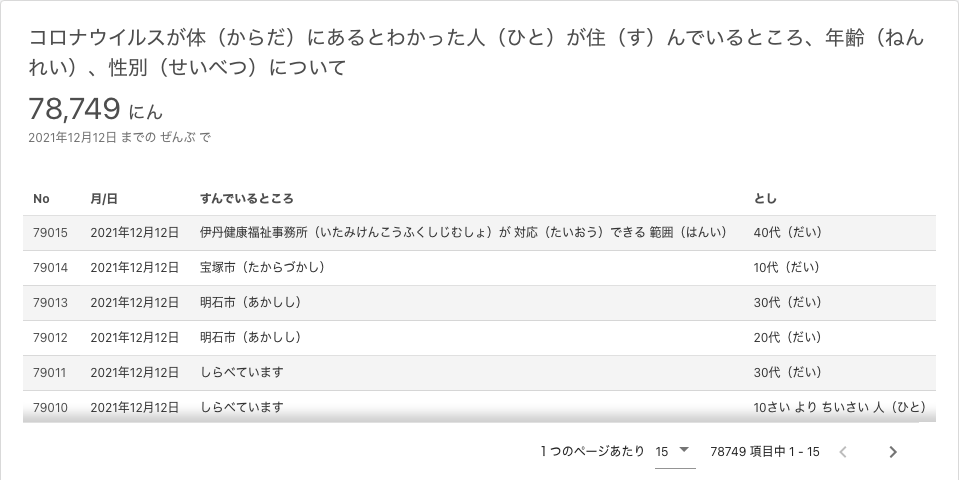 コロナウイルスが体（からだ）にあるとわかった人（ひと）が住（す）んでいるところ、年齢（ねん
れい）、性別（せいべつ）について
78,749 にん
2021年12月12日 までの ぜんぶ で
No 月/日 すんでいるところ とし
79015 2021年12月12日 伊丹健康福祉事務所（いたみけんこうふくしじむしょ）が 対応（たいおう）できる 範囲（はんい） 40代（だい）
79014 2021年12月12日 宝塚市（たからづかし） 10代（だい）
79013 2021年12月12日 明石市（あかしし） 30代（だい）
79012 2021年12月12日 明石市（あかしし） 20代（だい）
79011 2021年12月12日 しらべています 30代（だい）
79010 2021年12月12日 しらべています 10さい より ちいさい 人（ひと）
1 つのページあたり 15 78749 項目中 1 - 15